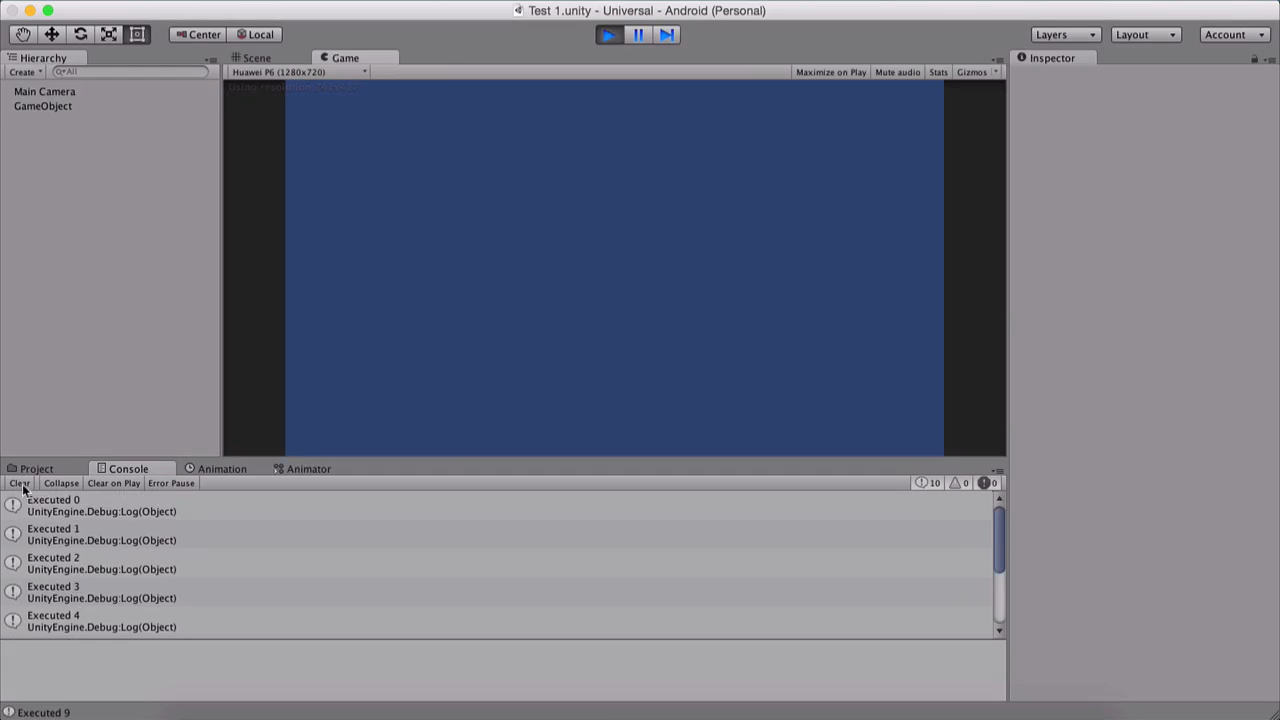 Test 1.unity - Universal - Android (Personal)
Center Local Layers Layout Account
Hierarchy Scene Game Inspector
Create All Huawei P6 (1280x720) Maximize on Play Mute audio Stats Gizmos
Main Camera
GameObject
Project Console Animation Animator
Clear Collapse Clear on Play Error Pause 10 0 0
Executed 0
UnityEngine.Debug:Log(Object)
Executed 1
UnityEngine.Debug:Log(Object)
Executed 2
UnityEngine.Debug:Log(Object)
Executed 3
UnityEngine.Debug:Log(Object)
Executed 4
UnityEngine.Debug:Log(Object)
Executed 9